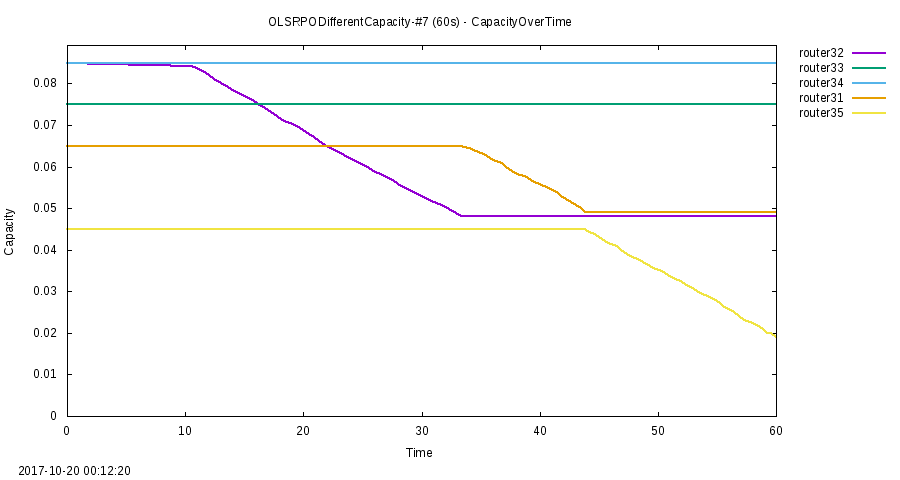 OLSRPODifferentCapacity-#7 (60s) - CapacityOverTime
router32
router33
router34
router31
router35
0.08
0.07
0.06
0.05
0.04
0.03
0.02
0.01
0
Capacity
0 10 20 30 40 50 60
Time
2017-10-20 00:12:20